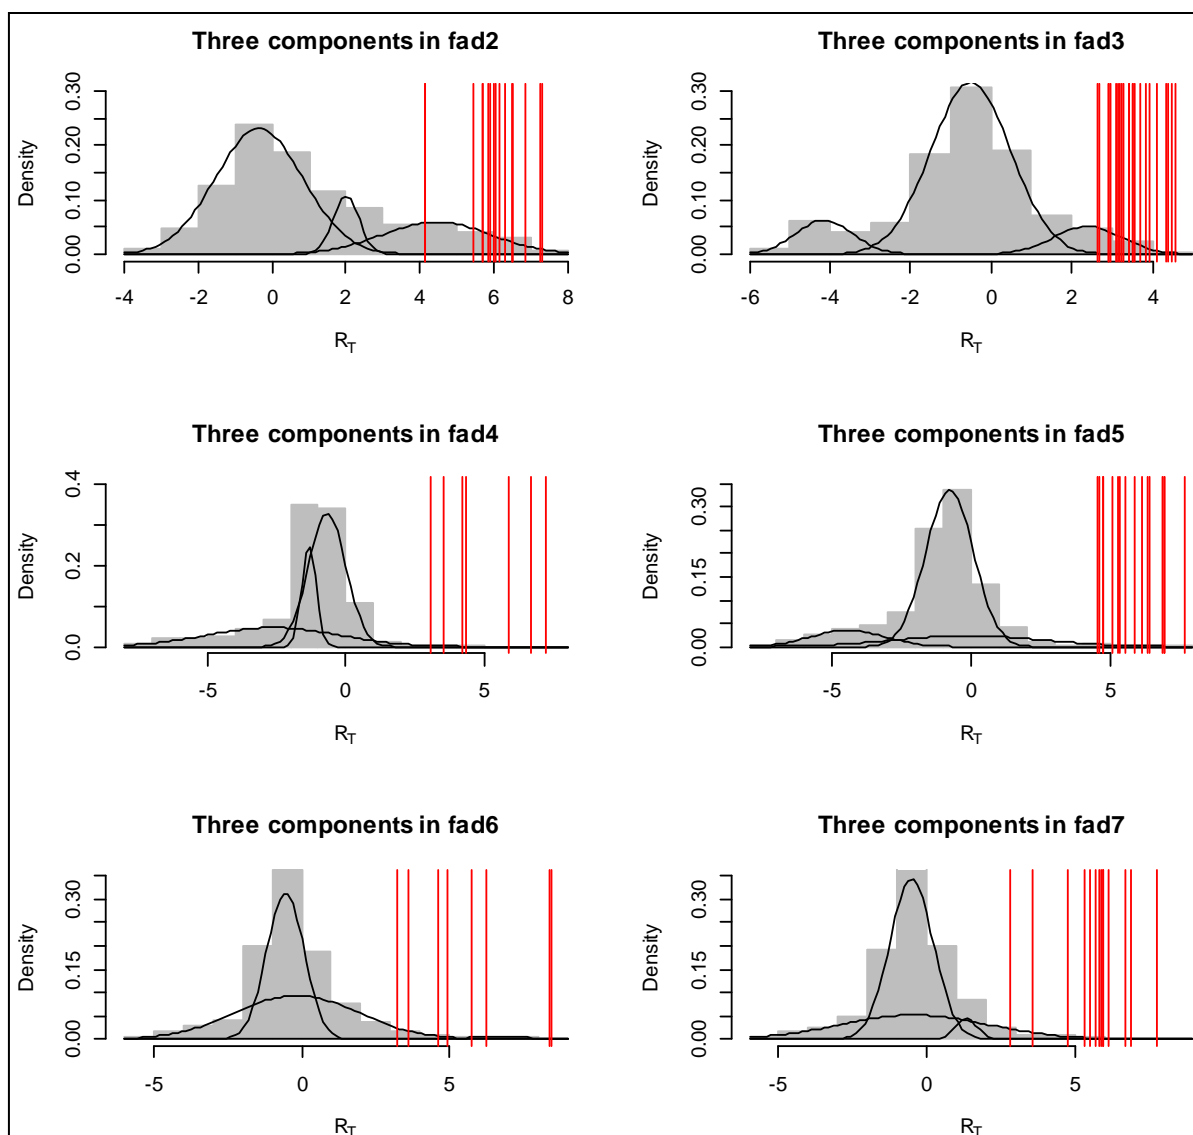 Three components in fad2
Density
0.00 0.10 0.20 0.30
-4 -2 0 2 4 6 8
R_T
Three components in fad3
Density
0.00 0.10 0.20 0.30
-6 -4 -2 0 2 4
R_T
Three components in fad4
Density
0.0 0.2 0.4
-5 0 5
R_T
Three components in fad5
Density
0.00 0.15 0.30
-5 0 5
R_T
Three components in fad6
Density
0.00 0.15 0.30
-5 0 5
R_T
Three components in fad7
Density
0.00 0.15 0.30
-5 0 5
R_T